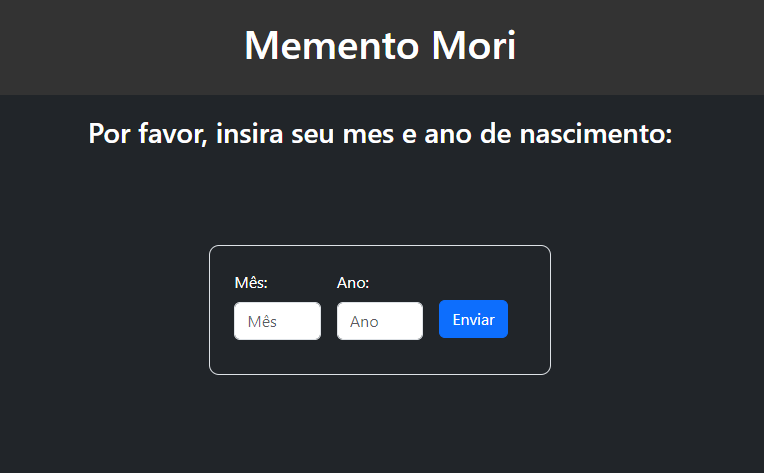 Memento Mori
Por favor, insira seu mes e ano de nascimento:
Mês: Ano:
Mês Ano Enviar